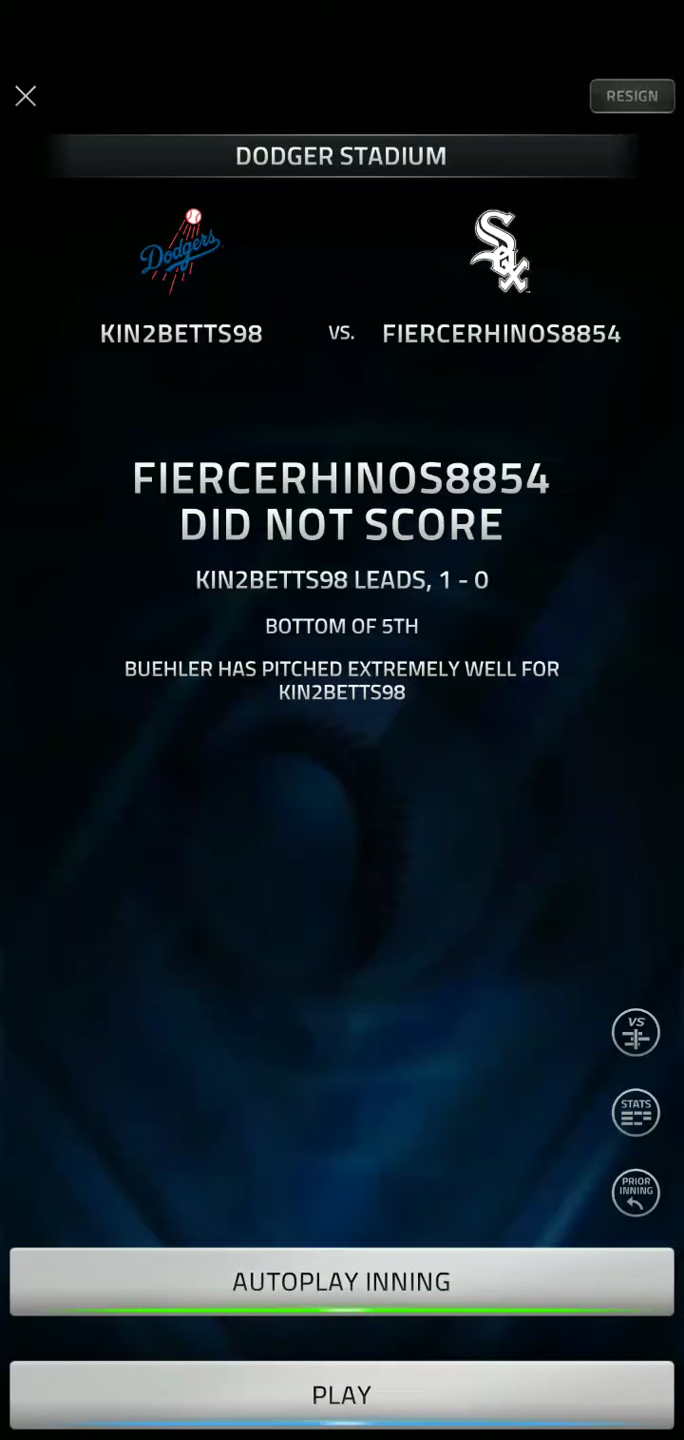 RESIGN
DODGER STADIUM
Dodgers
Sox
KIN2BETTS98 VS. FIERCERHINOS8854
FIERCERHINOS8854
DID NOT SCORE
KIN2BETTS98 LEADS, 1 - 0
BOTTOM OF 5TH
BUEHLER HAS PITCHED EXTREMELY WELL FOR
KIN2BETTS98
VS
STATS
PRIOR
INNING
AUTOPLAY INNING
PLAY